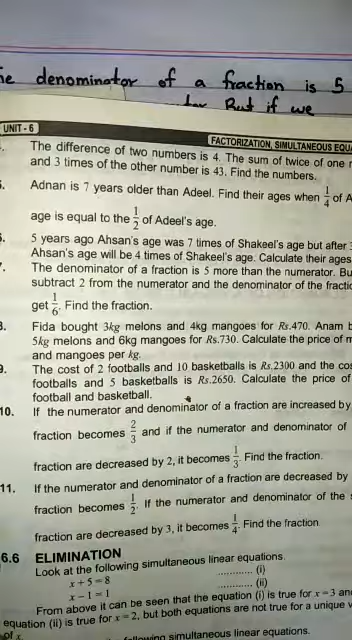 denominator of a fraction is 5
But if we
UNIT - 6
FACTORIZATION, SIMULTANEOUS
The difference of two numbers is 4. The sum of twice of one
and 3 times of the other number is 43. Find the numbers.
Adnan is 7 years older than Adeel. Find their ages when 1/4 of
age is equal to the 1/2 of Adeel's age.
5 years ago Ahsan's age was 7 times of Shakeel's age but after
Ahsan's age will be 4 times of Shakeel's age. Calculate their ages
The denominator of a fraction is 5 more than the numerator.
subtract 2 from the numerator and the denominator of the
get 1/6. Find the fraction.
Fida bought 3kg melons and 4kg mangoes for Rs.470. Anam
5kg melons and 6kg mangoes for Rs.730. Calculate the price of
and mangoes per kg.
The cost of 2 footballs and 10 basketballs is Rs.2300 and the
footballs and 5 basketballs is Rs.2650. Calculate the price of
football and basketball.
10. If the numerator and denominator of a fraction are increased by
fraction becomes 2/3 and if the numerator and denominator of
fraction are decreased by 2, it becomes 1/3. Find the fraction.
11. If the numerator and denominator of a fraction are decreased by
fraction becomes 1/2. If the numerator and denominator of the
fraction are decreased by 3, it becomes 1/4. Find the fraction
6.6 ELIMINATION
Look at the following simultaneous equations.
x + 5 = 8 ............ (i)
x - 1 = 1 ............ (ii)
From above it can be seen that the equation (i) is true for x = 3
equation (ii) is true for x = 2, but both equations are not true for a unique
of x.
following simultaneous linear equations.